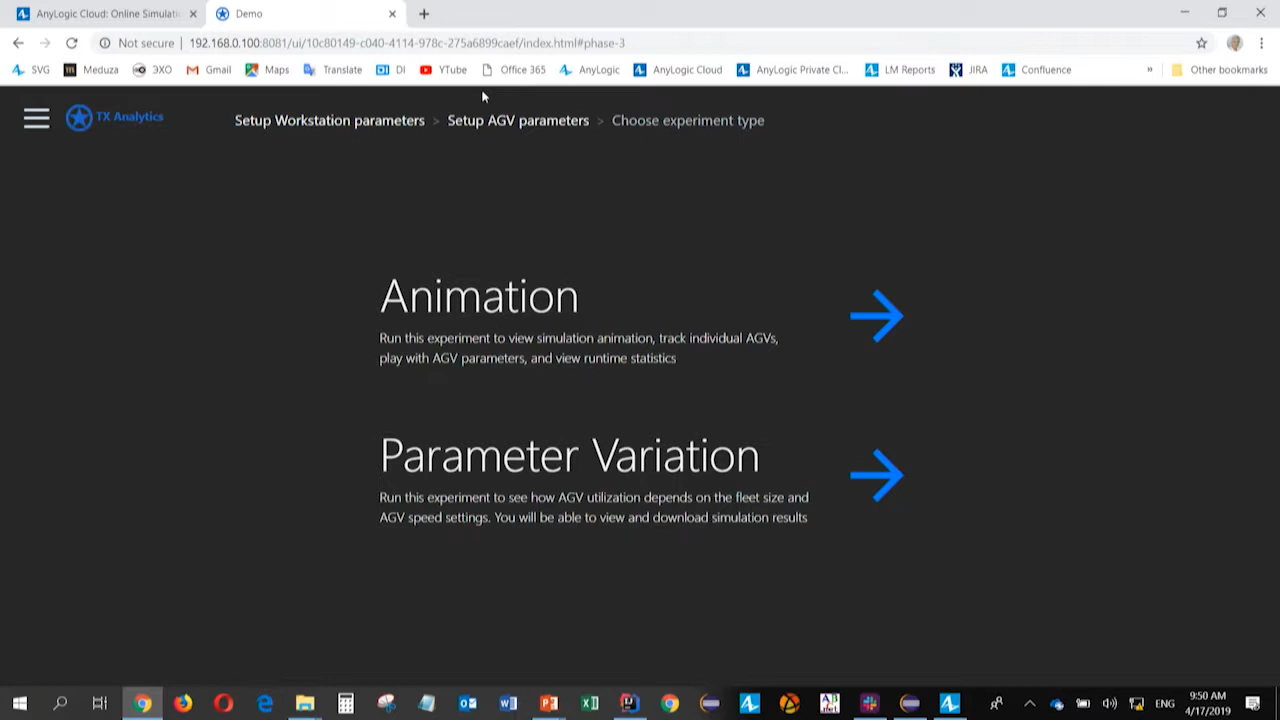 AnyLogic Cloud: Online Simulati
Demo
Not secure | 192.168.0.100:8081/ui/10c80149-c040-4114-978c-275a6899caef/index.html#phase-3
SVG Meduza ЭХО Gmail Maps Translate DI YTube Office 365 AnyLogic AnyLogic Cloud AnyLogic Private Cl... LM Reports JIRA Confluence » Other bookmarks
TX Analytics
Setup Workstation parameters > Setup AGV parameters > Choose experiment type
Animation
Run this experiment to view simulation animation, track individual AGVs,
play with AGV parameters, and view runtime statistics
Parameter Variation
Run this experiment to see how AGV utilization depends on the fleet size and
AGV speed settings. You will be able to view and download simulation results
ENG
9:50 AM
4/17/2019